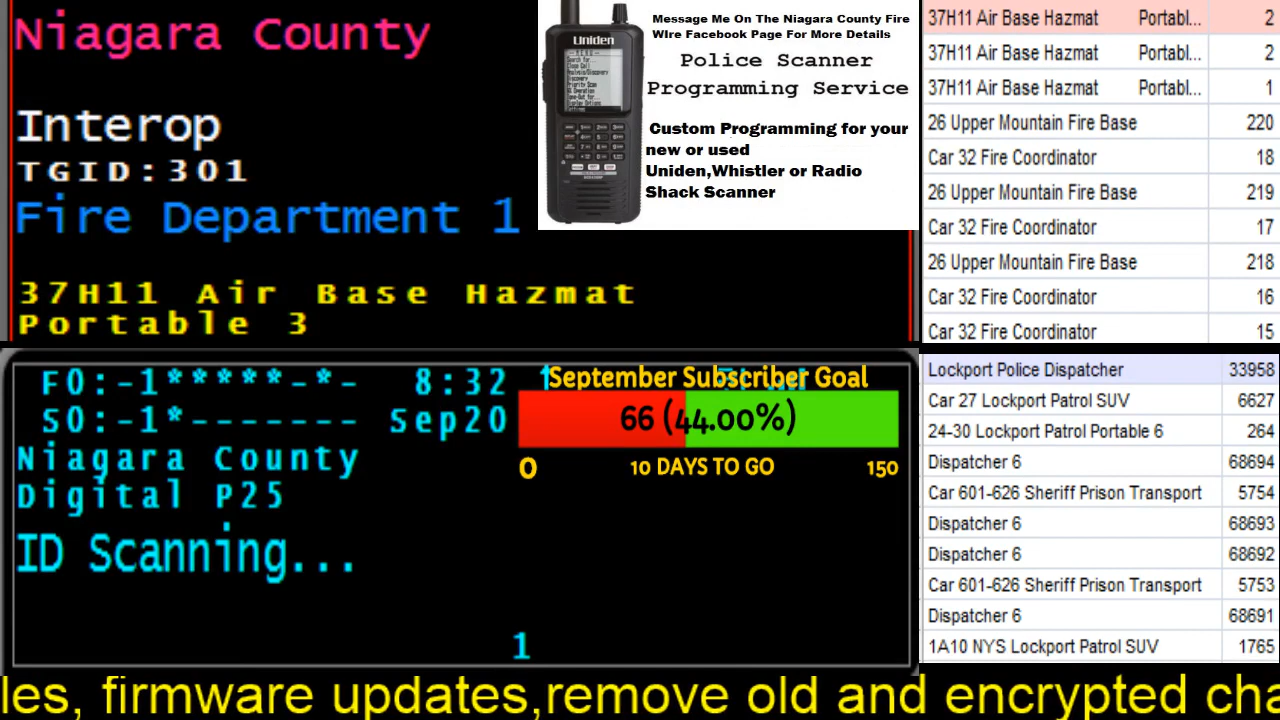 Niagara County
Interop
TGID:301
Fire Department 1
37H11 Air Base Hazmat
Portable 3
Uniden
Message Me On The Niagara County Fire
WIre Facebook Page For More Details
Police Scanner
Programming Service
Custom Programming for your
new or used
Uniden,Whistler or Radio
Shack Scanner
37H11 Air Base Hazmat Portabl... 2
37H11 Air Base Hazmat Portabl... 2
37H11 Air Base Hazmat Portabl... 1
26 Upper Mountain Fire Base 220
Car 32 Fire Coordinator 18
26 Upper Mountain Fire Base 219
Car 32 Fire Coordinator 17
26 Upper Mountain Fire Base 218
Car 32 Fire Coordinator 16
Car 32 Fire Coordinator 15
F0:-1*****-*- 8:32
S0:-1*------- Sep20
Niagara County
Digital P25
ID Scanning...
1
September Subscriber Goal
66 (44.00%)
0 10 DAYS TO GO 150
Lockport Police Dispatcher 33958
Car 27 Lockport Patrol SUV 6627
24-30 Lockport Patrol Portable 6 264
Dispatcher 6 68694
Car 601-626 Sheriff Prison Transport 5754
Dispatcher 6 68693
Dispatcher 6 68692
Car 601-626 Sheriff Prison Transport 5753
Dispatcher 6 68691
1A10 NYS Lockport Patrol SUV 1765
les, firmware updates,remove old and encrypted cha